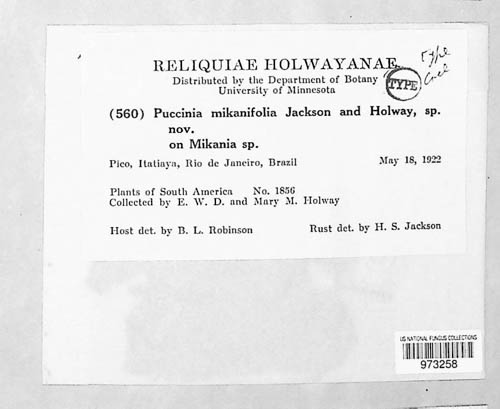 RELIQUIAE HOLWAYANAE
Type
Distributed by the Department of Botany
TYPE
University of Minnesota
(560) Puccinia mikanifolia Jackson and Holway, sp.
nov.
on Mikania sp.
Pico, Itatiaya, Rio de Janeiro, Brazil May 18, 1922
Plants of South America No. 1856
Collected by E. W. D. and Mary M. Holway
Host det. by B. L. Robinson Rust det. by H. S. Jackson
US NATIONAL FUNGUS COLLECTIONS
973258